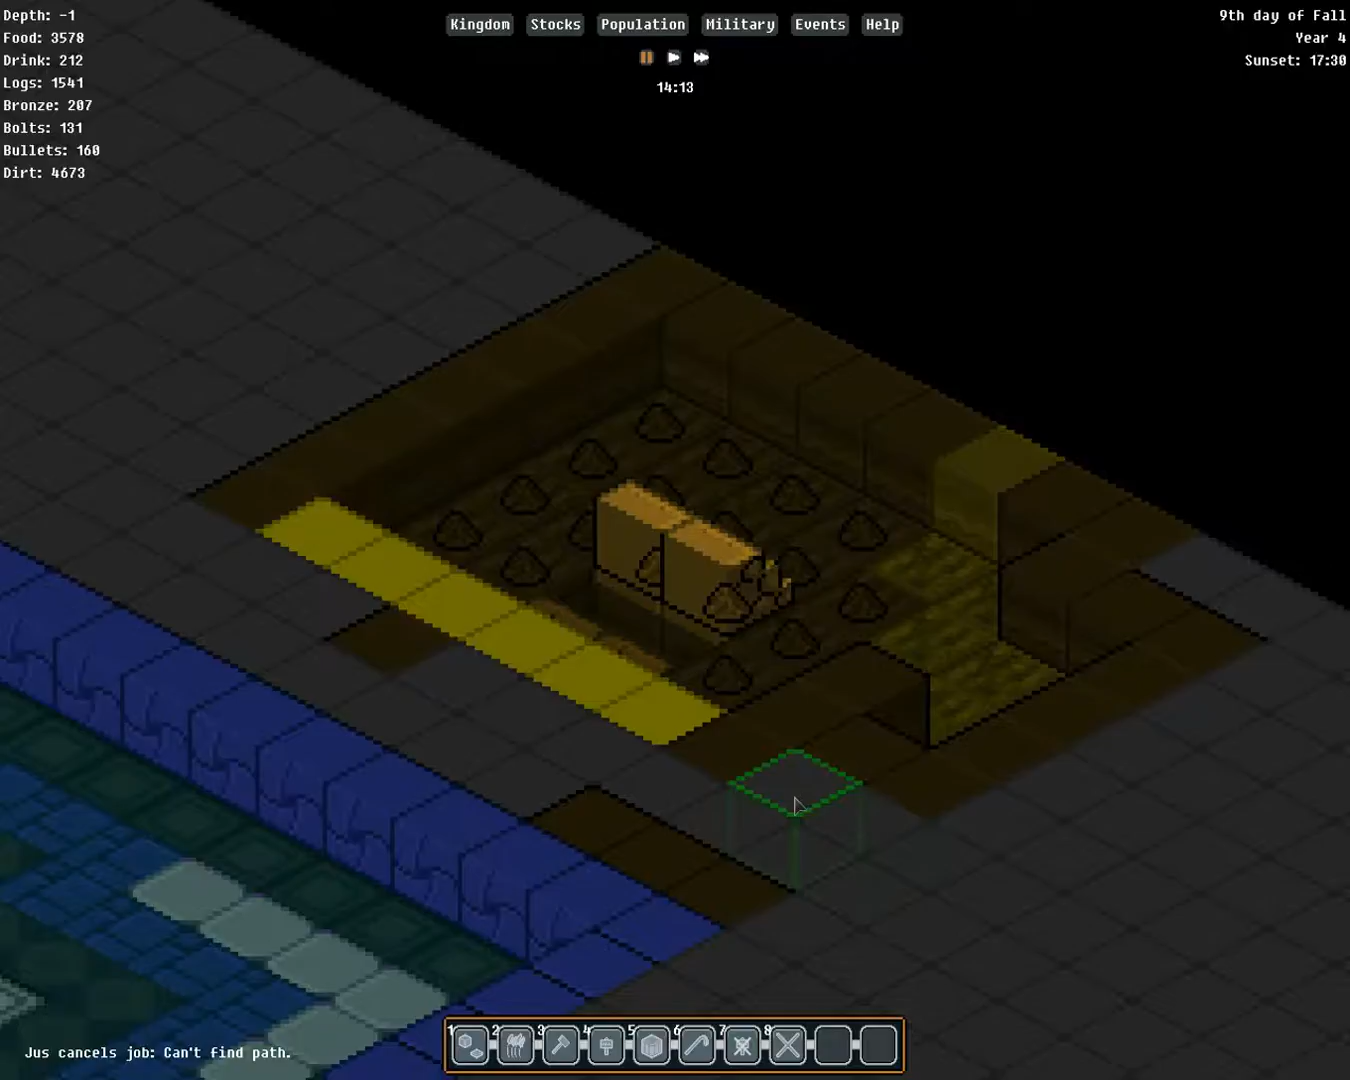 Depth: -1
Food: 3578
Drink: 212
Logs: 1541
Bronze: 207
Bolts: 131
Bullets: 160
Dirt: 4673
Kingdom Stocks Population Military Events Help
14:13
9th day of Fall
Year 4
Sunset: 17:30
Jus cancels job: Can't find path.
1 2 3 4 5 6 7 8